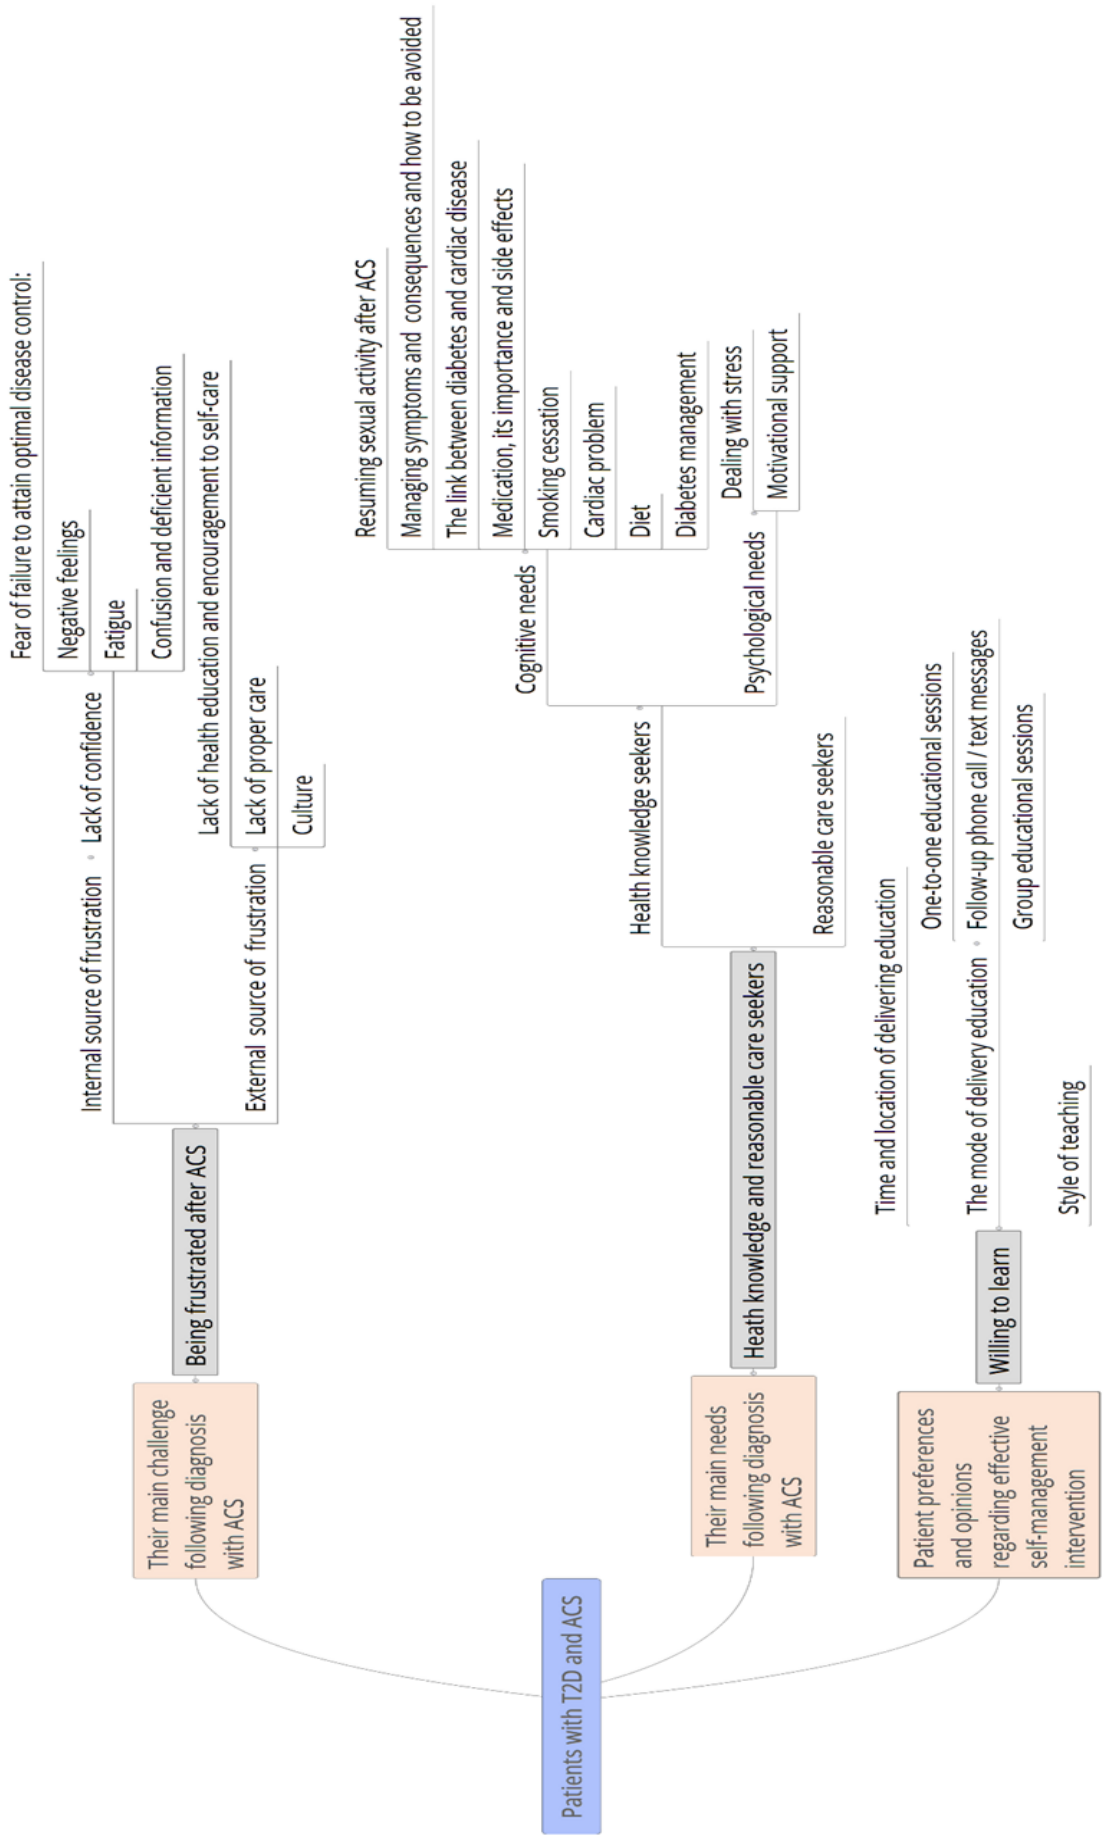 Patients with T2D and ACS
Their main challenge
following diagnosis
with ACS
Being frustrated after ACS
Internal source of frustration
Lack of confidence
Fear of failure to attain optimal disease control:
Negative feelings
Fatigue
Confusion and deficient information
External source of frustration
Lack of health education and encouragement to self-care
Lack of proper care
Culture
Their main needs
following diagnosis
with ACS
Heath knowledge and reasonable care seekers
Health knowledge seekers
Cognitive needs
Resuming sexual activity after ACS
Managing symptoms and consequences and how to be avoided
The link between diabetes and cardiac disease
Medication, its importance and side effects
Smoking cessation
Cardiac problem
Diet
Diabetes management
Psychological needs
Dealing with stress
Motivational support
Reasonable care seekers
Patient preferences
and opinions
regarding effective
self-management
intervention
Willing to learn
Time and location of delivering education
The mode of delivery education
One-to-one educational sessions
Follow-up phone call / text messages
Group educational sessions
Style of teaching